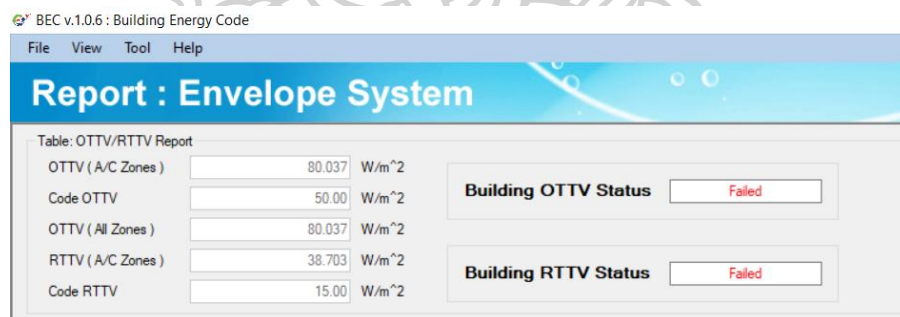 BEC v.1.0.6 : Building Energy Code
File View Tool Help
Report : Envelope System
Table: OTTV/RTTV Report
OTTV ( A/C Zones ) 80.037 W/m^2
Code OTTV 50.00 W/m^2
Building OTTV Status Failed
OTTV ( All Zones ) 80.037 W/m^2
RTTV ( A/C Zones ) 38.703 W/m^2
Code RTTV 15.00 W/m^2
Building RTTV Status Failed